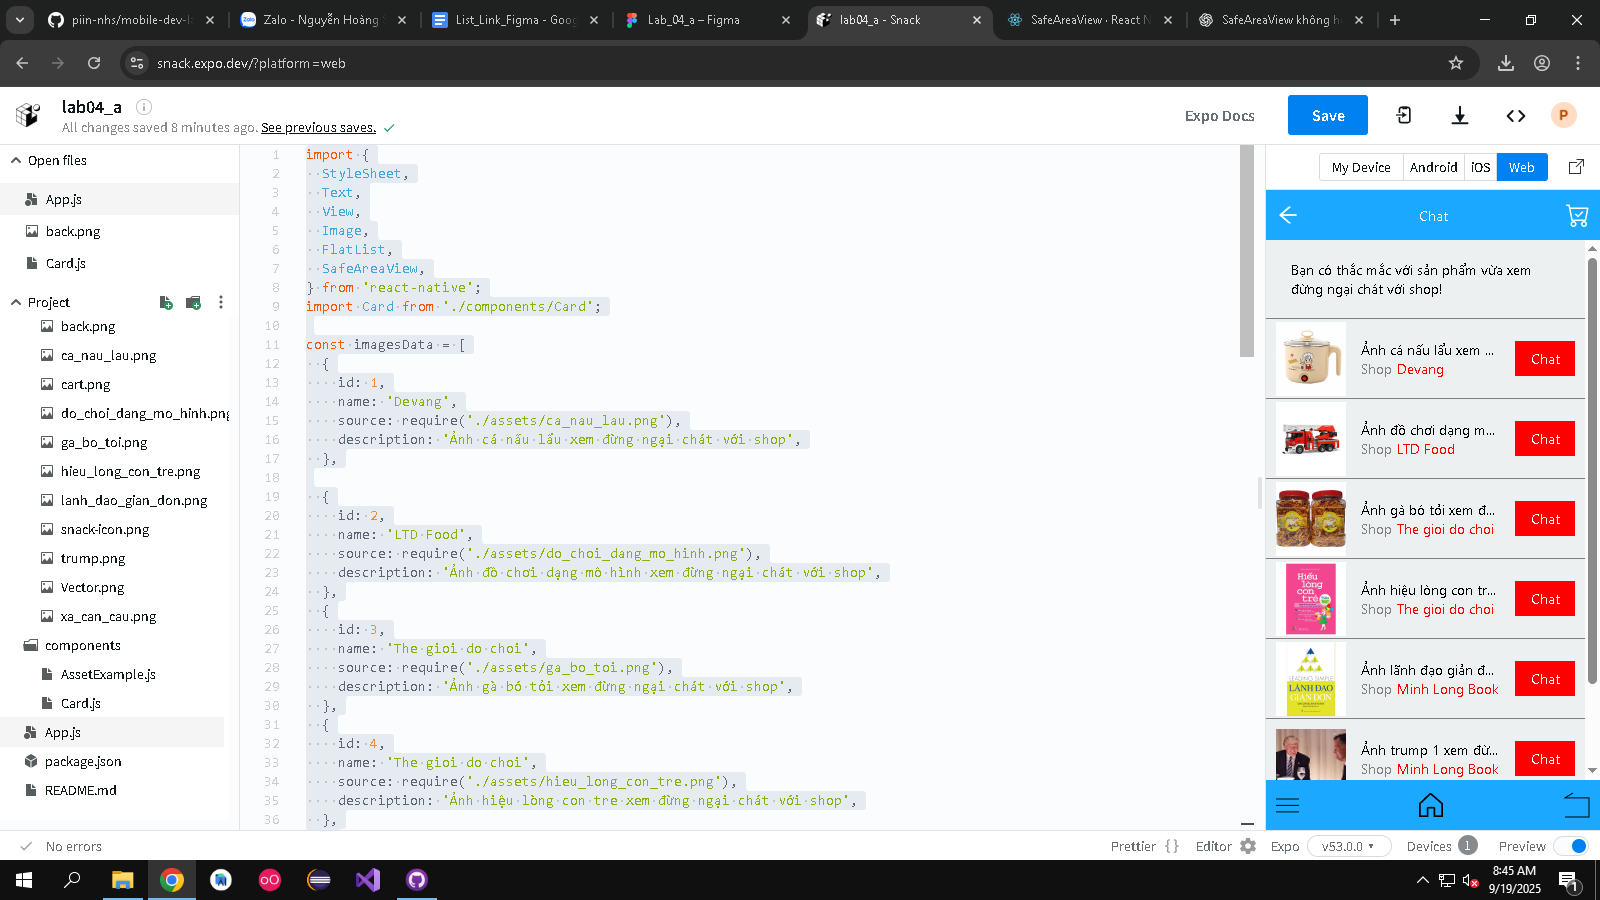 piin-nhs/mobile-dev-la
Zalo - Nguyễn Hoàng S
List_Link_Figma - Goog
Lab_04_a – Figma
lab04_a - Snack
SafeAreaView · React N
SafeAreaView không h
snack.expo.dev/?platform=web
lab04_a
All changes saved 8 minutes ago. See previous saves.
Expo Docs
Save
P
Open files
App.js
back.png
Card.js
Project
back.png
ca_nau_lau.png
cart.png
do_choi_dang_mo_hinh.png
ga_bo_toi.png
hieu_long_con_tre.png
lanh_dao_gian_don.png
snack-icon.png
trump.png
Vector.png
xa_can_cau.png
components
AssetExample.js
Card.js
App.js
package.json
README.md
1 import {
2 StyleSheet,
3 Text,
4 View,
5 Image,
6 FlatList,
7 SafeAreaView,
8 } from 'react-native';
9 import Card from './components/Card';
10
11 const imagesData = [
12 {
13 id: 1,
14 name: 'Devang',
15 source: require('./assets/ca_nau_lau.png'),
16 description: 'Ảnh cá nấu lẩu xem đừng ngại chát với shop',
17 },
18
19 {
20 id: 2,
21 name: 'LTD Food',
22 source: require('./assets/do_choi_dang_mo_hinh.png'),
23 description: 'Ảnh đồ chơi dạng mô hình xem đừng ngại chát với shop',
24 },
25 {
26 id: 3,
27 name: 'The gioi do choi',
28 source: require('./assets/ga_bo_toi.png'),
29 description: 'Ảnh gà bó tỏi xem đừng ngại chát với shop',
30 },
31 {
32 id: 4,
33 name: 'The gioi do choi',
34 source: require('./assets/hieu_long_con_tre.png'),
35 description: 'Ảnh hiệu lòng con tre xem đừng ngại chát với shop',
36 },
My Device
Android
iOS
Web
Chat
Bạn có thắc mắc với sản phẩm vừa xem
đừng ngại chát với shop!
Ảnh cá nấu lẩu xem ...
Shop Devang
Chat
Ảnh đồ chơi dạng m...
Shop LTD Food
Chat
Ảnh gà bó tỏi xem đ...
Shop The gioi do choi
Chat
Hiểu
lòng
con
trẻ
Ảnh hiệu lòng con tr...
Shop The gioi do choi
Chat
LEADING SIMPLE
LÃNH ĐẠO
GIẢN ĐƠN
Ảnh lãnh đạo giản đ...
Shop Minh Long Book
Chat
Ảnh trump 1 xem đừ...
Shop Minh Long Book
Chat
No errors
Prettier { }
Editor
Expo
v53.0.0
Devices
1
Preview
8:45 AM
9/19/2025
1